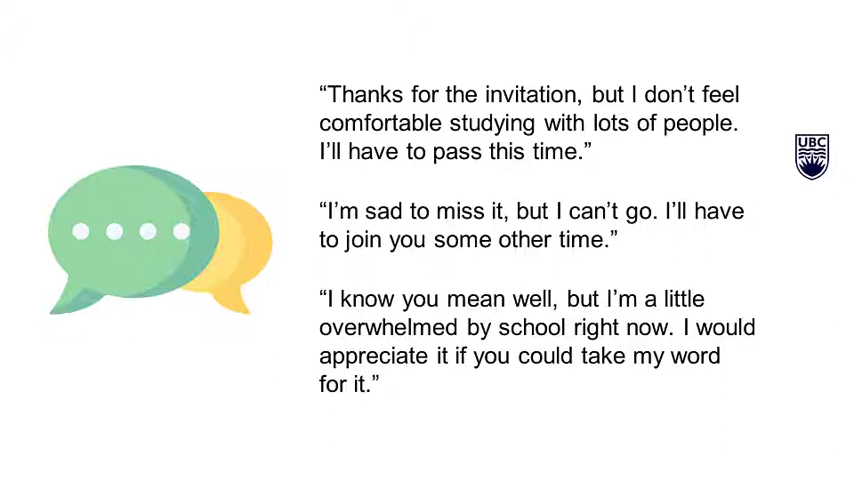 “Thanks for the invitation, but I don’t feel
comfortable studying with lots of people.
I’ll have to pass this time.”
UBC
“I’m sad to miss it, but I can’t go. I’ll have
to join you some other time.”
“I know you mean well, but I’m a little
overwhelmed by school right now. I would
appreciate it if you could take my word
for it.”